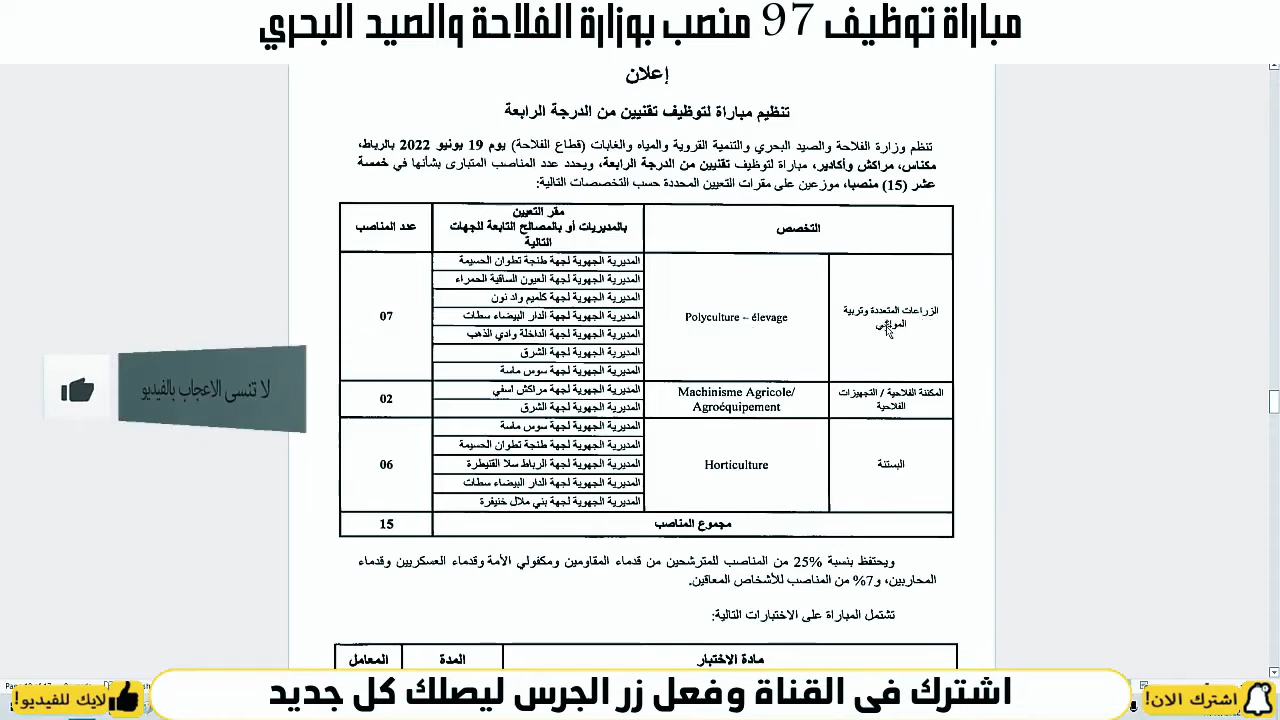 مباراة توظيف 97 منصب بوزارة الفلاحة والصيد البحري
إعلان
تنظيم مباراة لتوظيف تقنيين من الدرجة الرابعة
تنظم وزارة الفلاحة والصيد البحري والتنمية القروية والمياه والغابات (قطاع الفلاحة) يوم 19 يونيو 2022 بالرباط،
مكناس، مراكش وأكادير، مباراة لتوظيف تقنيين من الدرجة الرابعة، ويحدد عدد المناصب المتبارى بشأنها في خمسة
عشر (15) منصبا، موزعين على مقرات التعيين المحددة حسب التخصصات التالية:
التخصص
مقر التعيين
بالمديريات أو بالمصالح التابعة للجهات
التالية
عدد المناصب
الزراعات المتعددة وتربية
المواشي
Polyculture – élevage
المديرية الجهوية لجهة طنجة تطوان الحسيمة
المديرية الجهوية لجهة العيون الساقية الحمراء
المديرية الجهوية لجهة كلميم واد نون
المديرية الجهوية لجهة الدار البيضاء سطات
المديرية الجهوية لجهة الداخلة وادي الذهب
المديرية الجهوية لجهة الشرق
المديرية الجهوية لجهة سوس ماسة
07
المكننة الفلاحية / التجهيزات
الفلاحية
Machinisme Agricole/
Agroéquipement
المديرية الجهوية لجهة مراكش اسفي
المديرية الجهوية لجهة الشرق
02
البستنة
Horticulture
المديرية الجهوية لجهة سوس ماسة
المديرية الجهوية لجهة طنجة تطوان الحسيمة
المديرية الجهوية لجهة الرباط سلا القنيطرة
المديرية الجهوية لجهة الدار البيضاء سطات
المديرية الجهوية لجهة بني ملال خنيفرة
06
مجموع المناصب
15
ويحتفظ بنسبة 25% من المناصب للمترشحين من قدماء المقاومين ومكفولي الأمة وقدماء العسكريين وقدماء
المحاربين، و7% من المناصب للأشخاص المعاقين.
تشتمل المباراة على الاختبارات التالية:
مادة الاختبار
المدة
المعامل
لا تنسى الاعجاب بالفيديو
اشترك الان!
اشترك في القناة وفعل زر الجرس ليصلك كل جديد
لايك للفيديو!